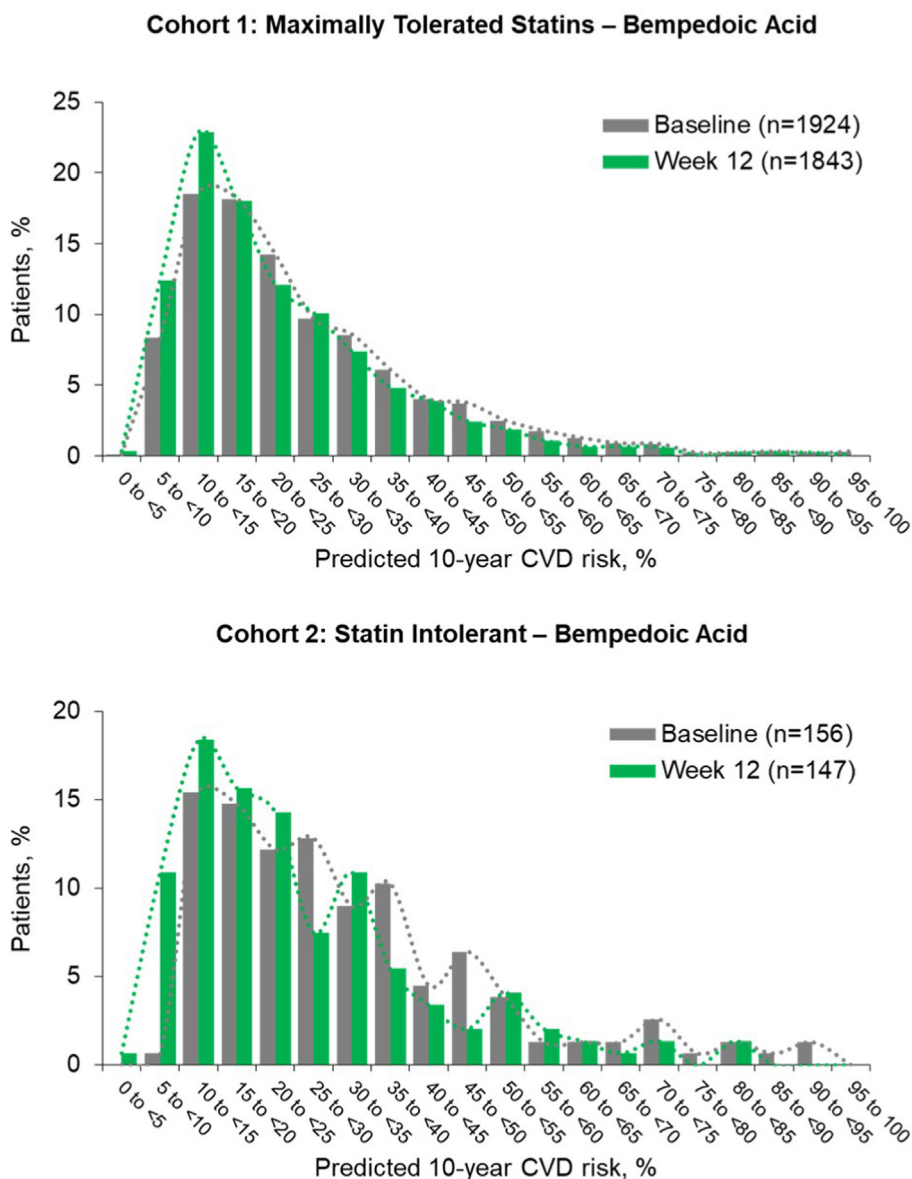 Cohort 1: Maximally Tolerated Statins – Bempedoic Acid
25
20
15
10
5
0
Patients, %
Baseline (n=1924)
Week 12 (n=1843)
0 to <5
5 to <10
10 to <15
15 to <20
20 to <25
25 to <30
30 to <35
35 to <40
40 to <45
45 to <50
50 to <55
55 to <60
60 to <65
65 to <70
70 to <75
75 to <80
80 to <85
85 to <90
90 to <95
95 to 100
Predicted 10-year CVD risk, %
Cohort 2: Statin Intolerant – Bempedoic Acid
20
15
10
5
0
Patients, %
Baseline (n=156)
Week 12 (n=147)
0 to <5
5 to <10
10 to <15
15 to <20
20 to <25
25 to <30
30 to <35
35 to <40
40 to <45
45 to <50
50 to <55
55 to <60
60 to <65
65 to <70
70 to <75
75 to <80
80 to <85
85 to <90
90 to <95
95 to 100
Predicted 10-year CVD risk, %